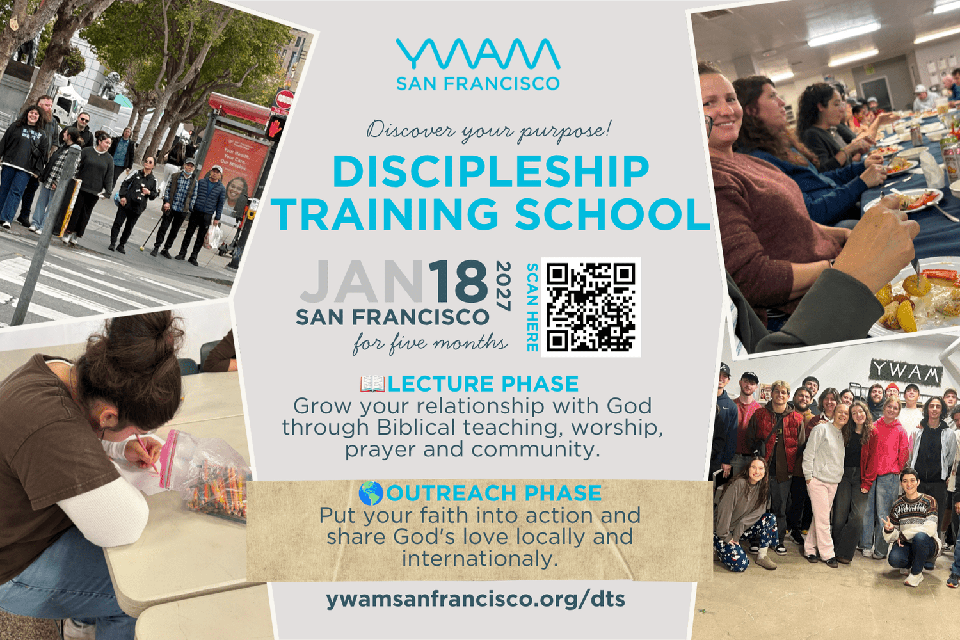 YWAM
SAN FRANCISCO
Discover your purpose!
DISCIPLESHIP
TRAINING SCHOOL
JAN 18 2027
SCAN HERE
SAN FRANCISCO
for five months
📖LECTURE PHASE
Grow your relationship with God
through Biblical teaching, worship,
prayer and community.
🌎OUTREACH PHASE
Put your faith into action and
share God's love locally and
internationaly.
ywamsanfrancisco.org/dts
YWAM